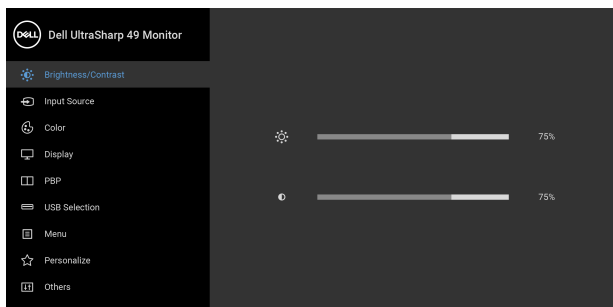 DELL Dell UltraSharp 49 Monitor
Brightness/Contrast
Input Source
Color
75%
Display
PBP
75%
USB Selection
Menu
Personalize
Others